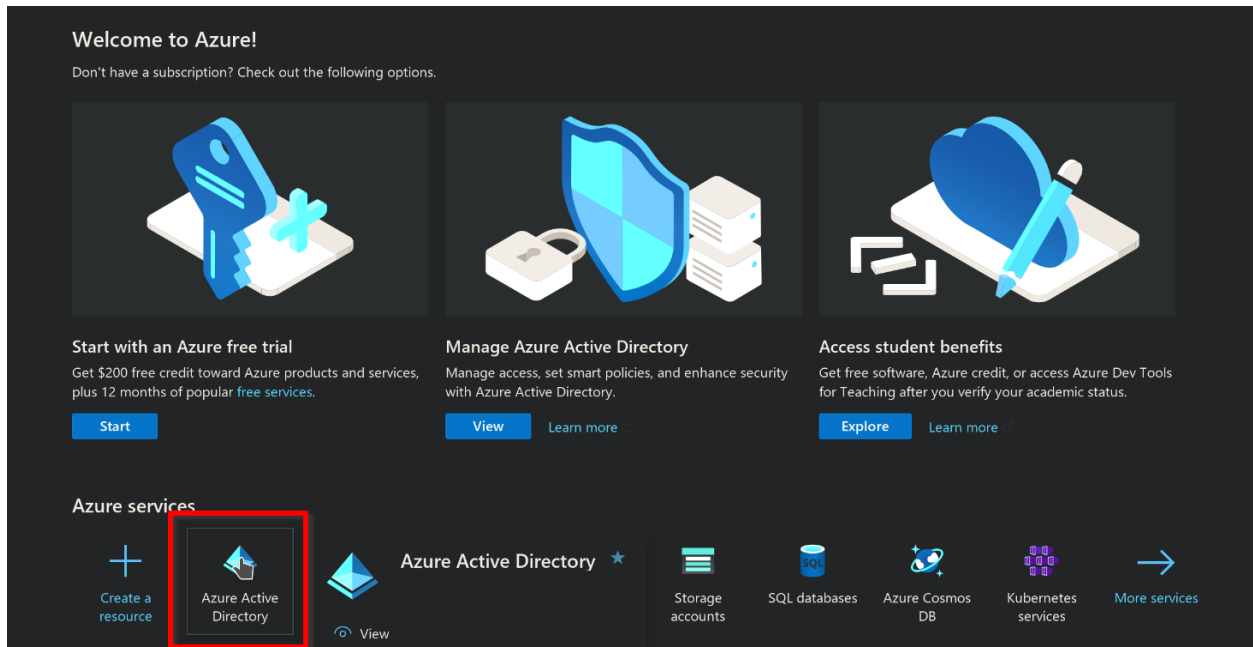 Welcome to Azure!
Don't have a subscription? Check out the following options.
Start with an Azure free trial
Get $200 free credit toward Azure products and services,
plus 12 months of popular free services.
Start
Manage Azure Active Directory
Manage access, set smart policies, and enhance security
with Azure Active Directory.
View
Learn more
Access student benefits
Get free software, Azure credit, or access Azure Dev Tools
for Teaching after you verify your academic status.
Explore
Learn more
Azure services
Create a
resource
Azure Active
Directory
Azure Active Directory
View
Storage
accounts
SQL
SQL databases
Azure Cosmos
DB
Kubernetes
services
More services